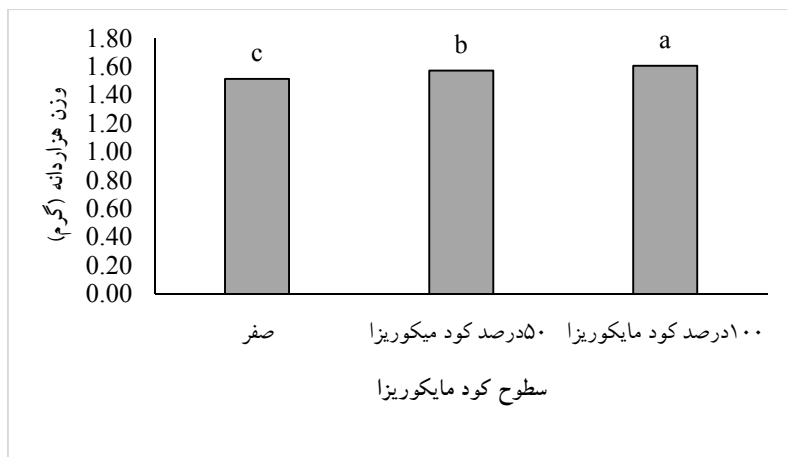 وزن هزاردانه (گرم)
1.80
1.60
1.40
1.20
1.00
0.80
0.60
0.40
0.20
0.00
c
b
a
صفر
۵۰درصد کود میکوریزا
۱۰۰درصد کود مایکوریزا
سطوح کود مایکوریزا